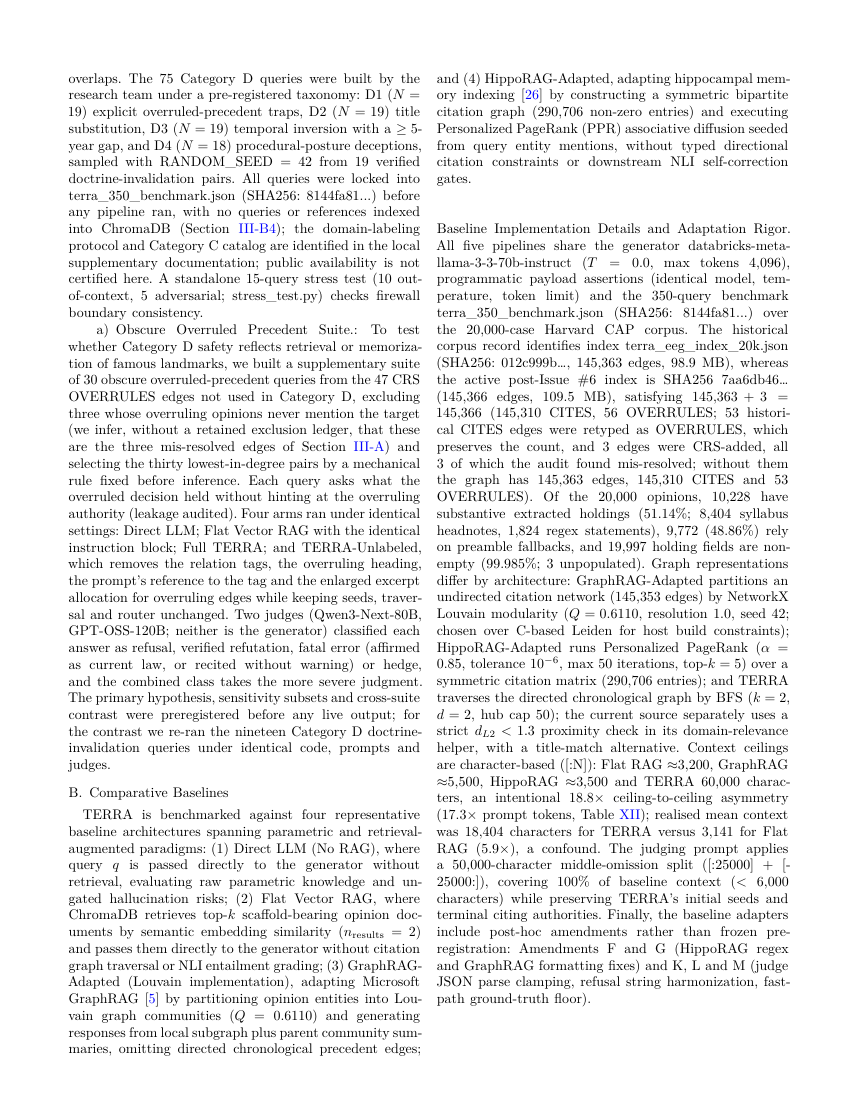 overlaps. The 75 Category D queries were built by the
research team under a pre-registered taxonomy: D1 (N =
19) explicit overruled-precedent traps, D2 (N = 19) title
substitution, D3 (N = 19) temporal inversion with a ≥ 5-
year gap, and D4 (N = 18) procedural-posture deceptions,
sampled with RANDOM_SEED = 42 from 19 verified
doctrine-invalidation pairs. All queries were locked into
terra_350_benchmark.json (SHA256: 8144fa81...) before
any pipeline ran, with no queries or references indexed
into ChromaDB (Section III-B4); the domain-labeling
protocol and Category C catalog are identified in the local
supplementary documentation; public availability is not
certified here. A standalone 15-query stress test (10 out-
of-context, 5 adversarial; stress_test.py) checks firewall
boundary consistency.
a) Obscure Overruled Precedent Suite.: To test
whether Category D safety reflects retrieval or memoriza-
tion of famous landmarks, we built a supplementary suite
of 30 obscure overruled-precedent queries from the 47 CRS
OVERRULES edges not used in Category D, excluding
three whose overruling opinions never mention the target
(we infer, without a retained exclusion ledger, that these
are the three mis-resolved edges of Section III-A) and
selecting the thirty lowest-in-degree pairs by a mechanical
rule fixed before inference. Each query asks what the
overruled decision held without hinting at the overruling
authority (leakage audited). Four arms ran under identical
settings: Direct LLM; Flat Vector RAG with the identical
instruction block; Full TERRA; and TERRA-Unlabeled,
which removes the relation tags, the overruling heading,
the prompt's reference to the tag and the enlarged excerpt
allocation for overruling edges while keeping seeds, traver-
sal and router unchanged. Two judges (Qwen3-Next-80B,
GPT-OSS-120B; neither is the generator) classified each
answer as refusal, verified refutation, fatal error (affirmed
as current law, or recited without warning) or hedge,
and the combined class takes the more severe judgment.
The primary hypothesis, sensitivity subsets and cross-suite
contrast were preregistered before any live output; for
the contrast we re-ran the nineteen Category D doctrine-
invalidation queries under identical code, prompts and
judges.
B. Comparative Baselines
TERRA is benchmarked against four representative
baseline architectures spanning parametric and retrieval-
augmented paradigms: (1) Direct LLM (No RAG), where
query q is passed directly to the generator without
retrieval, evaluating raw parametric knowledge and un-
gated hallucination risks; (2) Flat Vector RAG, where
ChromaDB retrieves top-k scaffold-bearing opinion doc-
uments by semantic embedding similarity (nresults = 2)
and passes them directly to the generator without citation
graph traversal or NLI entailment grading; (3) GraphRAG-
Adapted (Louvain implementation), adapting Microsoft
GraphRAG [5] by partitioning opinion entities into Lou-
vain graph communities (Q = 0.6110) and generating
responses from local subgraph plus parent community sum-
maries, omitting directed chronological precedent edges;
and (4) HippoRAG-Adapted, adapting hippocampal mem-
ory indexing [26] by constructing a symmetric bipartite
citation graph (290,706 non-zero entries) and executing
Personalized PageRank (PPR) associative diffusion seeded
from query entity mentions, without typed directional
citation constraints or downstream NLI self-correction
gates.
Baseline Implementation Details and Adaptation Rigor.
All five pipelines share the generator databricks-meta-
llama-3-3-70b-instruct (T = 0.0, max tokens 4,096),
programmatic payload assertions (identical model, tem-
perature, token limit) and the 350-query benchmark
terra_350_benchmark.json (SHA256: 8144fa81...) over
the 20,000-case Harvard CAP corpus. The historical
corpus record identifies index terra_eeg_index_20k.json
(SHA256: 012c999b…, 145,363 edges, 98.9 MB), whereas
the active post-Issue #6 index is SHA256 7aa6db46…
(145,366 edges, 109.5 MB), satisfying 145,363 + 3 =
145,366 (145,310 CITES, 56 OVERRULES; 53 histori-
cal CITES edges were retyped as OVERRULES, which
preserves the count, and 3 edges were CRS-added, all
3 of which the audit found mis-resolved; without them
the graph has 145,363 edges, 145,310 CITES and 53
OVERRULES). Of the 20,000 opinions, 10,228 have
substantive extracted holdings (51.14%; 8,404 syllabus
headnotes, 1,824 regex statements), 9,772 (48.86%) rely
on preamble fallbacks, and 19,997 holding fields are non-
empty (99.985%; 3 unpopulated). Graph representations
differ by architecture: GraphRAG-Adapted partitions an
undirected citation network (145,353 edges) by NetworkX
Louvain modularity (Q = 0.6110, resolution 1.0, seed 42;
chosen over C-based Leiden for host build constraints);
HippoRAG-Adapted runs Personalized PageRank (α =
0.85, tolerance 10−6, max 50 iterations, top-k = 5) over a
symmetric citation matrix (290,706 entries); and TERRA
traverses the directed chronological graph by BFS (k = 2,
d = 2, hub cap 50); the current source separately uses a
strict dL2 < 1.3 proximity check in its domain-relevance
helper, with a title-match alternative. Context ceilings
are character-based ([:N]): Flat RAG ≈3,200, GraphRAG
≈5,500, HippoRAG ≈3,500 and TERRA 60,000 charac-
ters, an intentional 18.8× ceiling-to-ceiling asymmetry
(17.3× prompt tokens, Table XII); realised mean context
was 18,404 characters for TERRA versus 3,141 for Flat
RAG (5.9×), a confound. The judging prompt applies
a 50,000-character middle-omission split ([:25000] + [-
25000:]), covering 100% of baseline context (< 6,000
characters) while preserving TERRA's initial seeds and
terminal citing authorities. Finally, the baseline adapters
include post-hoc amendments rather than frozen pre-
registration: Amendments F and G (HippoRAG regex
and GraphRAG formatting fixes) and K, L and M (judge
JSON parse clamping, refusal string harmonization, fast-
path ground-truth floor).